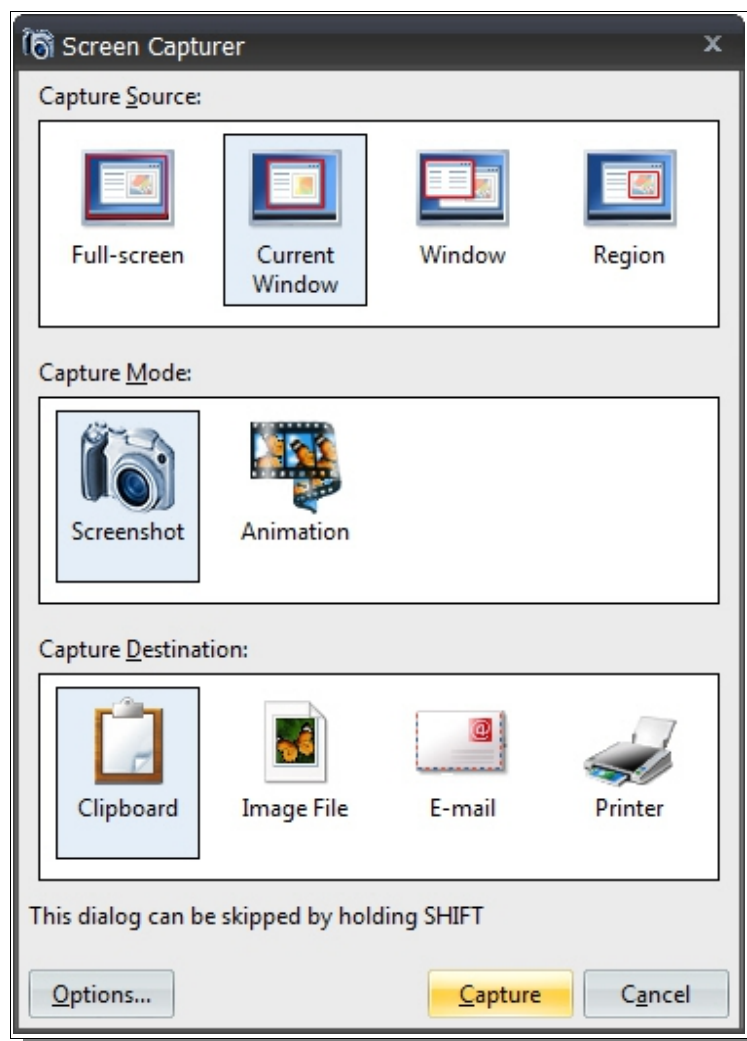 Screen Capturer x
Capture Source:
Full-screen Current Window Region
Window
Capture Mode:
Screenshot Animation
Capture Destination:
@
Clipboard Image File E-mail Printer
This dialog can be skipped by holding SHIFT
Options... Capture Cancel